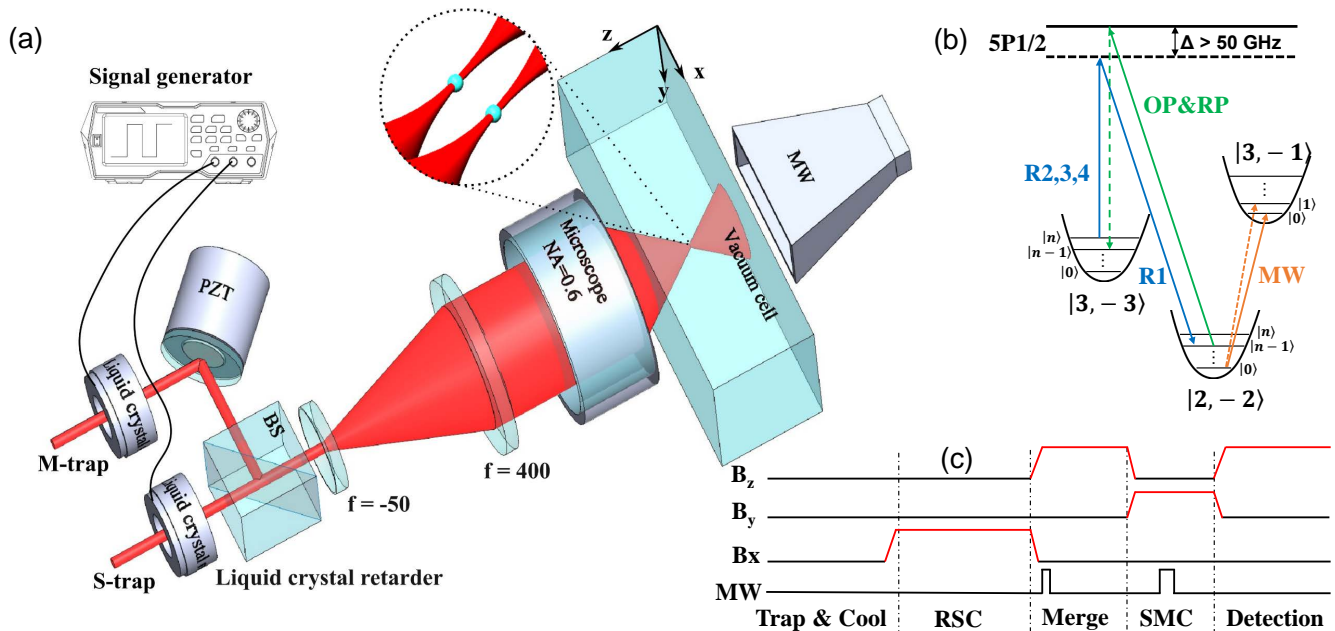 (a)
Signal generator
PZT
Liquid crystal
M-trap
Liquid crystal
S-trap
BS
f = -50
Liquid crystal retarder
f = 400
Microscope
NA=0.6
Vacuum cell
MW
z
x
y
(b)
5P1/2
Δ > 50 GHz
OP&RP
R2,3,4
R1
MW
|3, −1⟩
|1⟩
|0⟩
|n⟩
|n−1⟩
|0⟩
|3, −3⟩
|n⟩
|n−1⟩
|0⟩
|2, −2⟩
(c)
Bz
By
Bx
MW
Trap & Cool RSC Merge SMC Detection